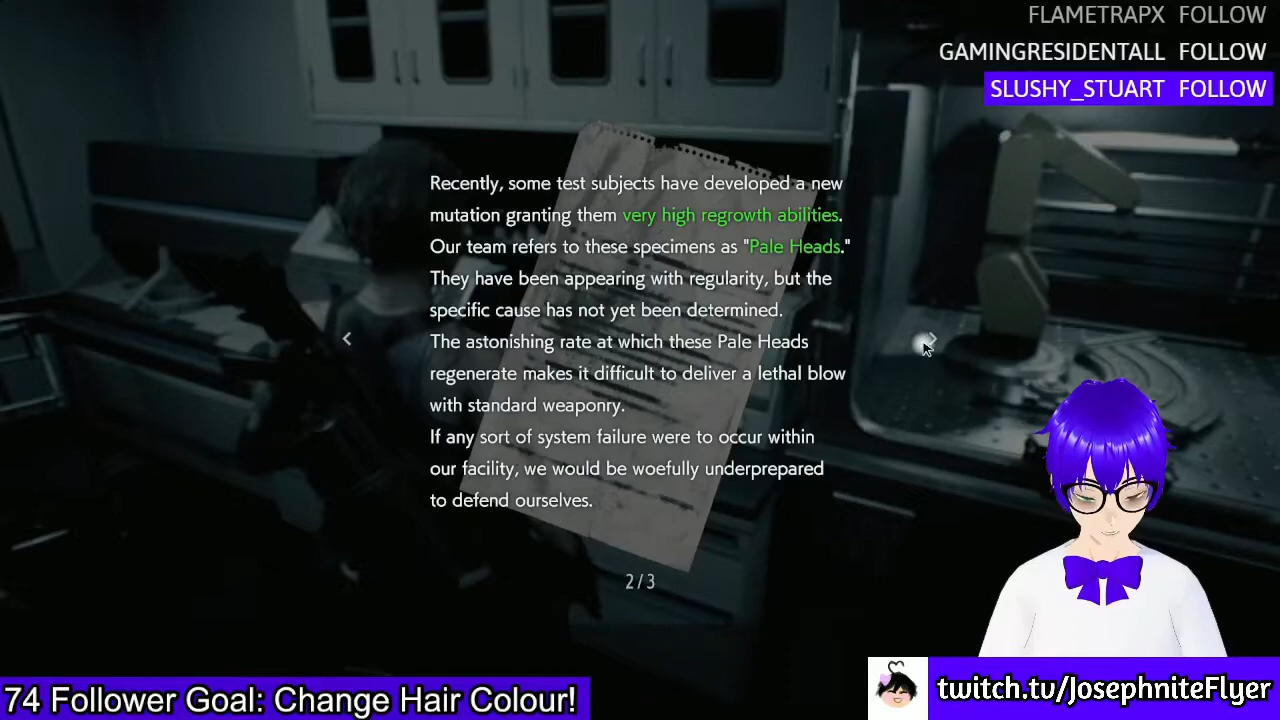 FLAMETRAPX FOLLOW
GAMINGRESIDENTALL FOLLOW
SLUSHY_STUART FOLLOW
Recently, some test subjects have developed a new
mutation granting them very high regrowth abilities.
Our team refers to these specimens as "Pale Heads."
They have been appearing with regularity, but the
specific cause has not yet been determined.
The astonishing rate at which these Pale Heads
regenerate makes it difficult to deliver a lethal blow
with standard weaponry.
If any sort of system failure were to occur within
our facility, we would be woefully underprepared
to defend ourselves.
2/3
74 Follower Goal: Change Hair Colour!
twitch.tv/JosephniteFlyer